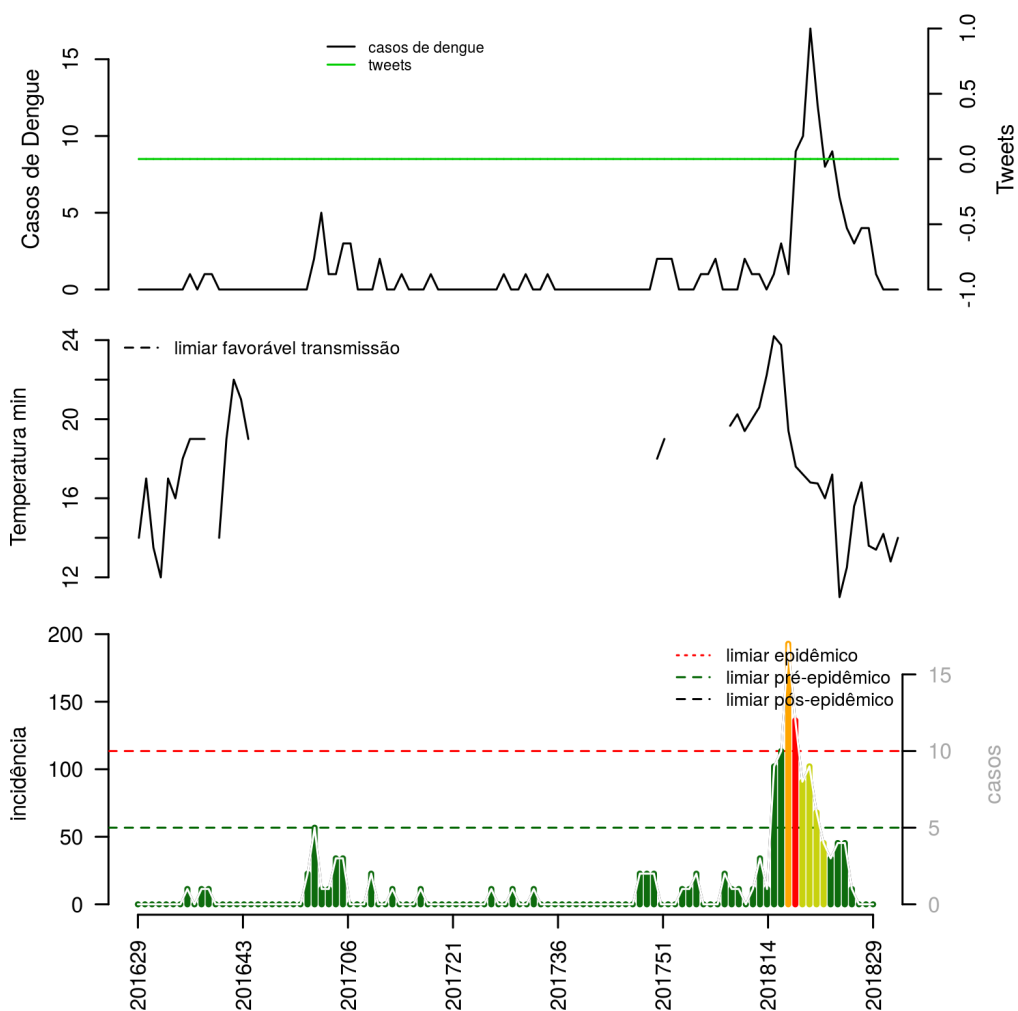 casos de dengue
tweets
Casos de Dengue
0
5
10
15
Tweets
-1.0
-0.5
0.0
0.5
1.0
limiar favorável transmissão
Temperatura min
12
16
20
24
limiar epidêmico
limiar pré-epidêmico
limiar pós-epidêmico
incidência
0
50
100
150
200
casos
0
5
10
15
201629
201643
201706
201721
201736
201751
201814
201829